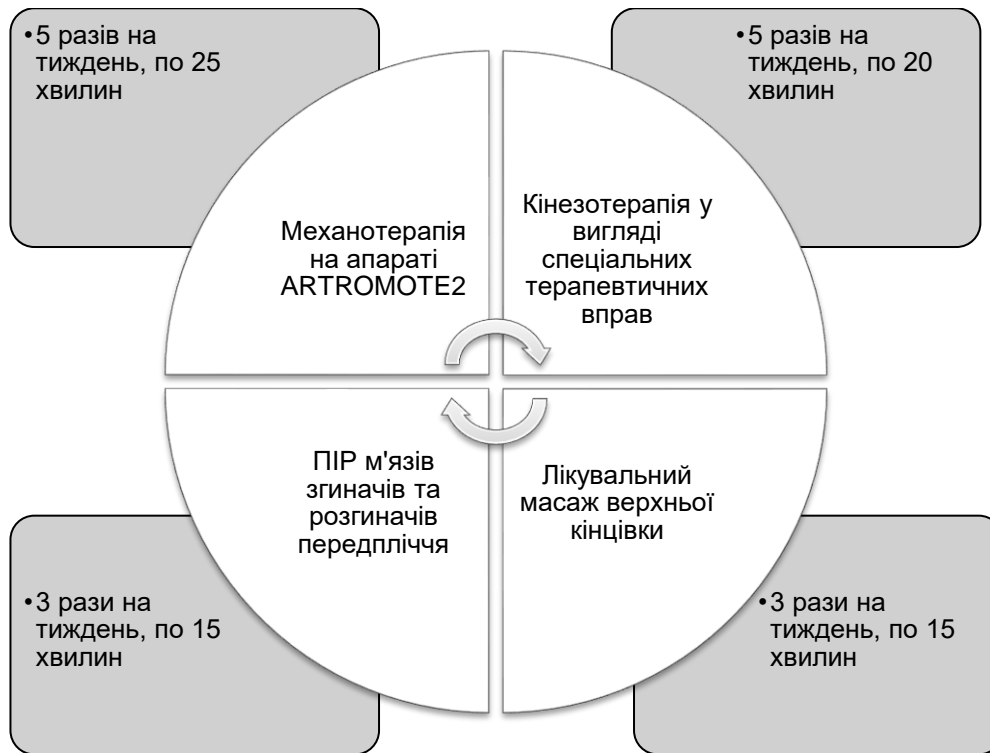 •5 разів на
тиждень, по 25
хвилин
•5 разів на
тиждень, по 20
хвилин
Механотерапія
на апараті
ARTROMOTE2
Кінезотерапія у
вигляді
спеціальних
терапевтичних
вправ
ПІР м'язів
згиначів та
розгиначів
передпліччя
Лікувальний
масаж верхньої
кінцівки
•3 рази на
тиждень, по 15
хвилин
•3 рази на
тиждень, по 15
хвилин